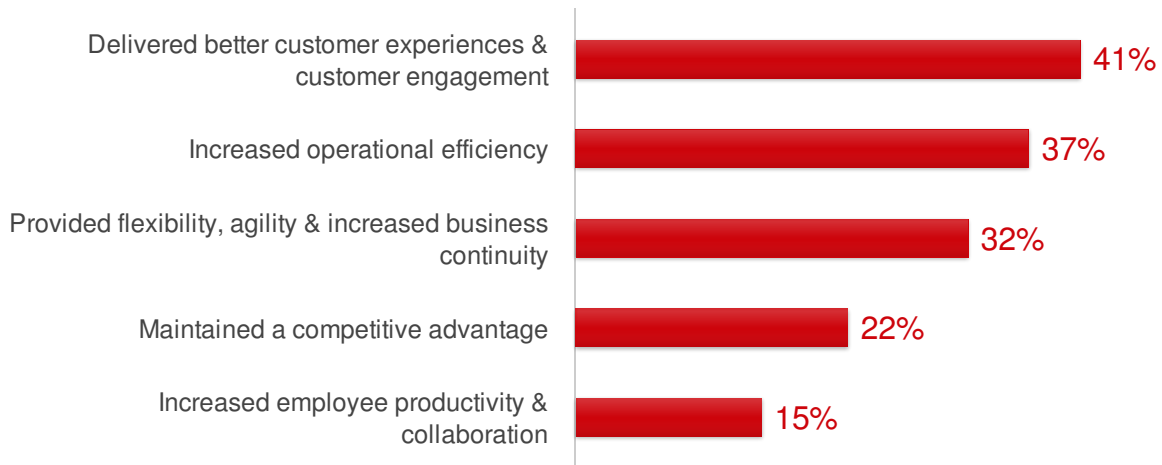 Delivered better customer experiences &
customer engagement
41%
Increased operational efficiency
37%
Provided flexibility, agility & increased business
continuity
32%
Maintained a competitive advantage
22%
Increased employee productivity &
collaboration
15%